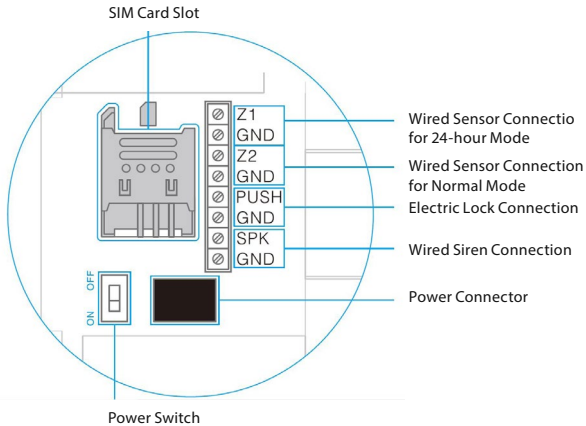 SIM Card Slot
Z1
GND
Z2
GND
PUSH
GND
SPK
GND
Wired Sensor Connectio
for 24-hour Mode
Wired Sensor Connection
for Normal Mode
Electric Lock Connection
Wired Siren Connection
Power Connector
OFF
ON
Power Switch